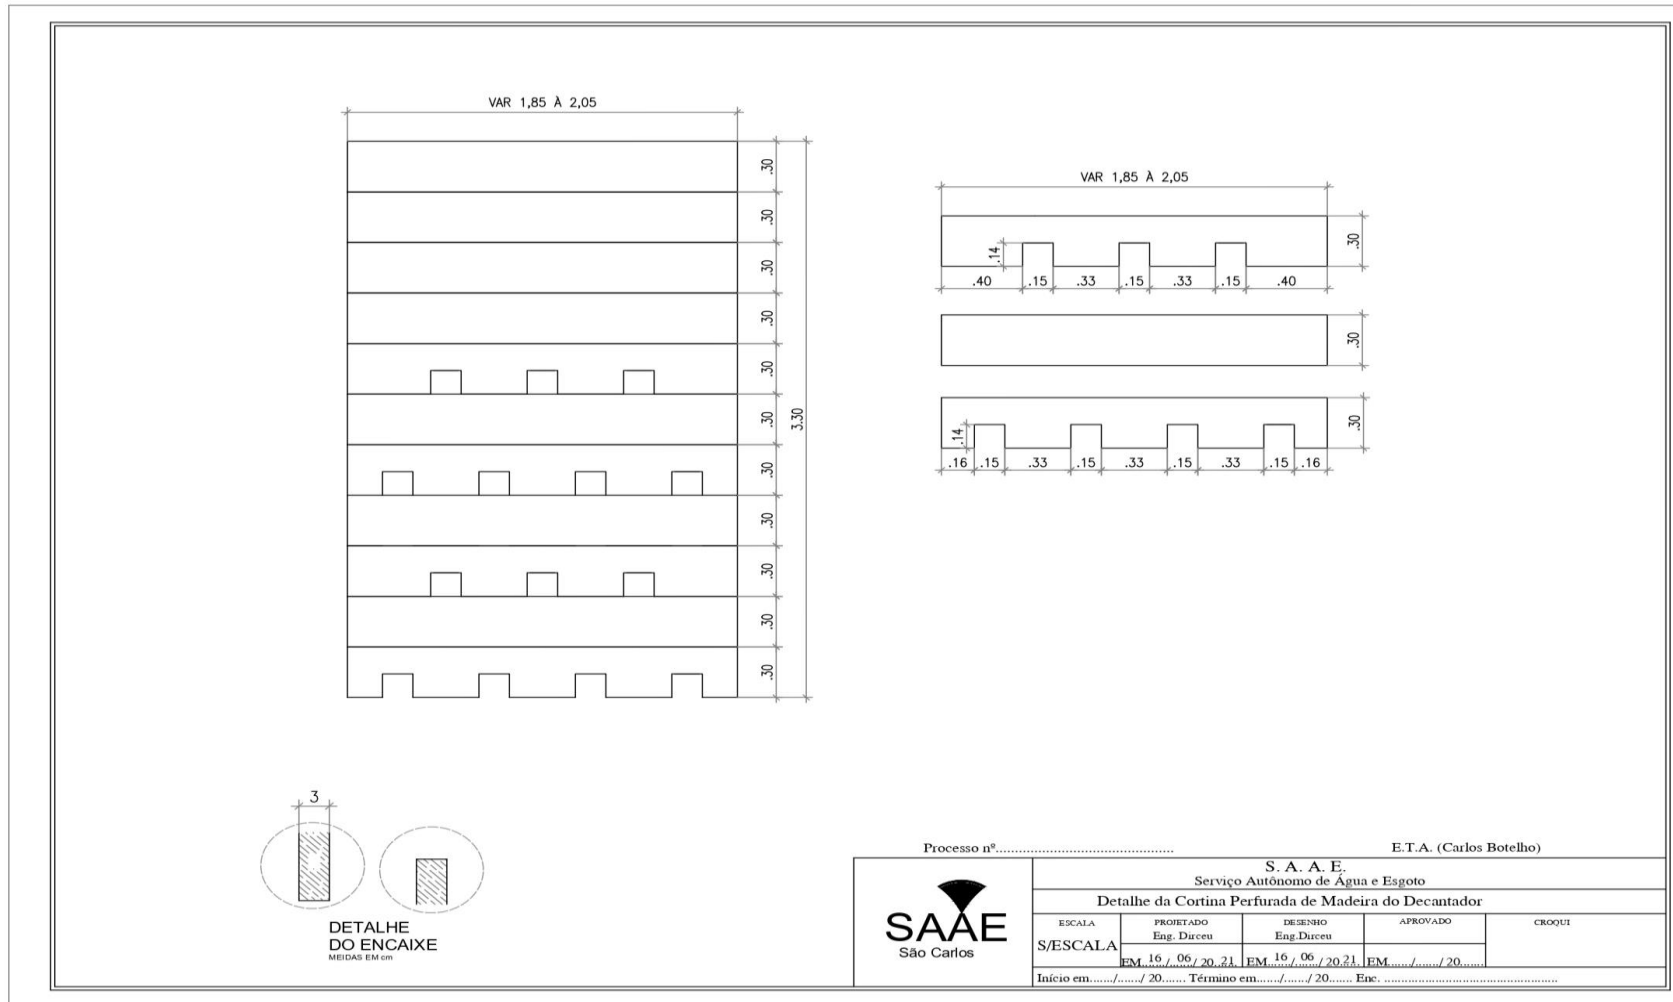 VAR 1,85 À 2,05
.30
.30
.30
.30
.30
.30
.30
.30
.30
.30
.30
3.30
VAR 1,85 À 2,05
.14
.30
.40 .15 .33 .15 .33 .15 .40
.30
.14
.30
.16 .15 .33 .15 .33 .15 .33 .15 .16
3
DETALHE
DO ENCAIXE
MEIDAS EM cm
Processo nº............................................ E.T.A. (Carlos Botelho)
SAAE
São Carlos
S. A. A. E.
Serviço Autônomo de Água e Esgoto
Detalhe da Cortina Perfurada de Madeira do Decantador
ESCALA
S/ESCALA
PROJETADO
Eng. Dirceu
EM 16 / 06 / 20 21
DESENHO
Eng.Dirceu
EM 16 / 06 / 20 21
APROVADO
EM......./......./ 20.......
CROQUI
Início em......./......./ 20....... Término em......./......./ 20....... Enc. ............................................